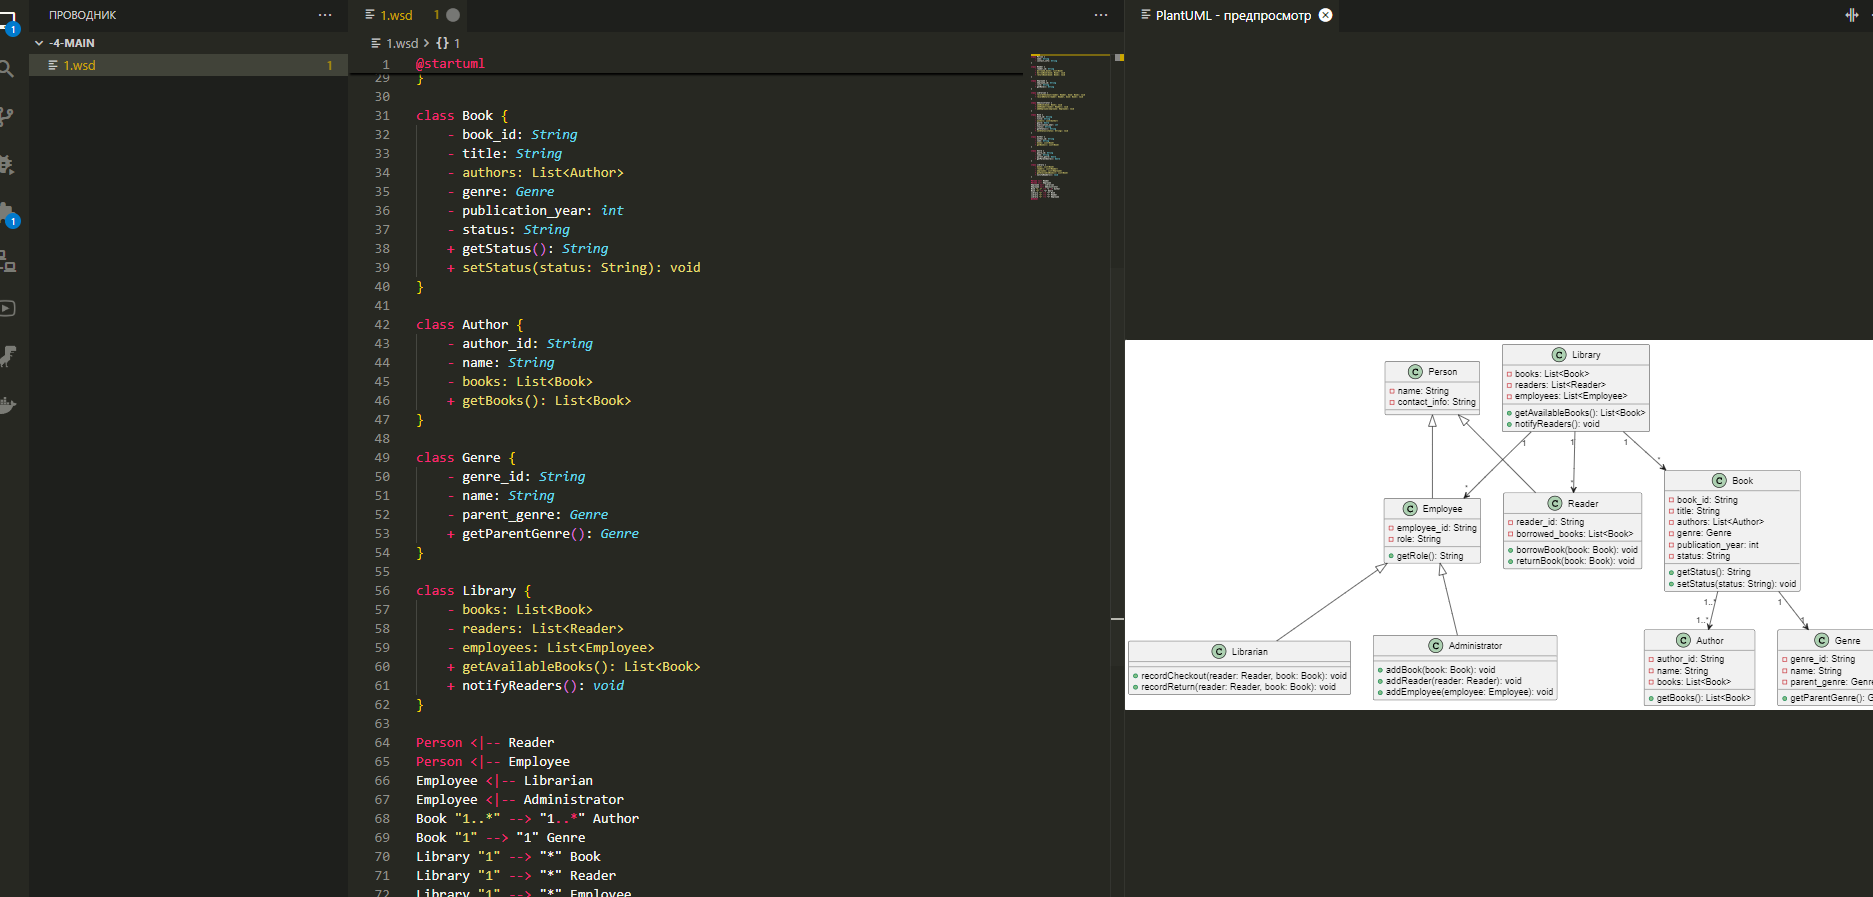 1
ПРОВОДНИК
-4-MAIN
1.wsd 1
1
1.wsd 1
1.wsd > {} 1
1 @startuml
29 }
30
31 class Book {
32 - book_id: String
33 - title: String
34 - authors: List<Author>
35 - genre: Genre
36 - publication_year: int
37 - status: String
38 + getStatus(): String
39 + setStatus(status: String): void
40 }
41
42 class Author {
43 - author_id: String
44 - name: String
45 - books: List<Book>
46 + getBooks(): List<Book>
47 }
48
49 class Genre {
50 - genre_id: String
51 - name: String
52 - parent_genre: Genre
53 + getParentGenre(): Genre
54 }
55
56 class Library {
57 - books: List<Book>
58 - readers: List<Reader>
59 - employees: List<Employee>
60 + getAvailableBooks(): List<Book>
61 + notifyReaders(): void
62 }
63
64 Person <|-- Reader
65 Person <|-- Employee
66 Employee <|-- Librarian
67 Employee <|-- Administrator
68 Book "1..*" --> "1..*" Author
69 Book "1" --> "1" Genre
70 Library "1" --> "*" Book
71 Library "1" --> "*" Reader
72 Library "1" --> "*" Employee
PlantUML - предпросмотр
C Person
name: String
contact_info: String
C Library
books: List<Book>
readers: List<Reader>
employees: List<Employee>
getAvailableBooks(): List<Book>
notifyReaders(): void
1
1
1
*
*
*
C Employee
employee_id: String
role: String
getRole(): String
C Reader
reader_id: String
borrowed_books: List<Book>
borrowBook(book: Book): void
returnBook(book: Book): void
C Book
book_id: String
title: String
authors: List<Author>
genre: Genre
publication_year: int
status: String
getStatus(): String
setStatus(status: String): void
1..*
1
1..*
1
C Librarian
recordCheckout(reader: Reader, book: Book): void
recordReturn(reader: Reader, book: Book): void
C Administrator
addBook(book: Book): void
addReader(reader: Reader): void
addEmployee(employee: Employee): void
C Author
author_id: String
name: String
books: List<Book>
getBooks(): List<Book>
C Genre
genre_id: String
name: String
parent_genre: Genre
getParentGenre(): G